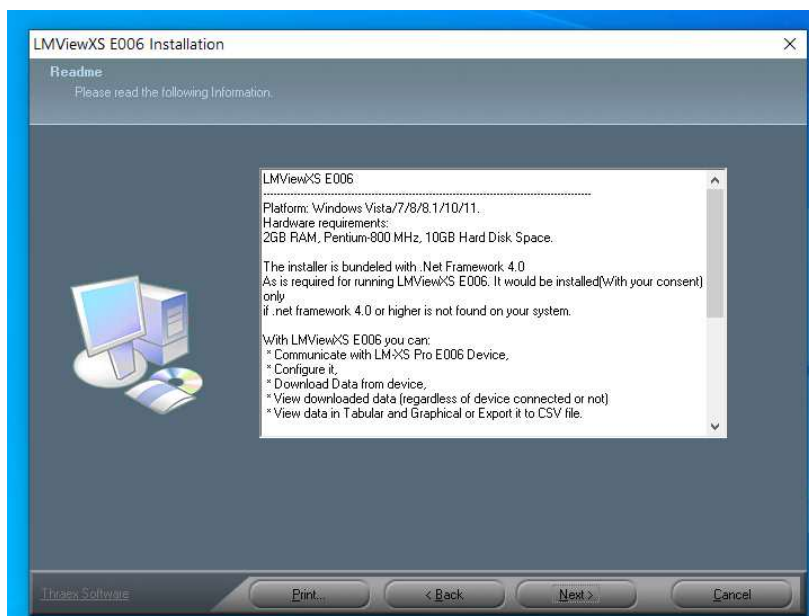 LMViewXS E006 Installation
Readme
Please read the following Information.
LMViewXS E006
--------------------------------------------------------------------------------
Platform: Windows Vista/7/8/8.1/10/11.
Hardware requirements:
2GB RAM, Pentium-800 MHz, 10GB Hard Disk Space.
The installer is bundeled with .Net Framework 4.0
As is required for running LMViewXS E006. It would be installed(With your consent)
only
if .net framework 4.0 or higher is not found on your system.
With LMViewXS E006 you can:
* Communicate with LM-XS Pro E006 Device,
* Configure it,
* Download Data from device,
* View downloaded data (regardless of device connected or not)
* View data in Tabular and Graphical or Export it to CSV file.
Thraex Software
Print...
< Back
Next >
Cancel